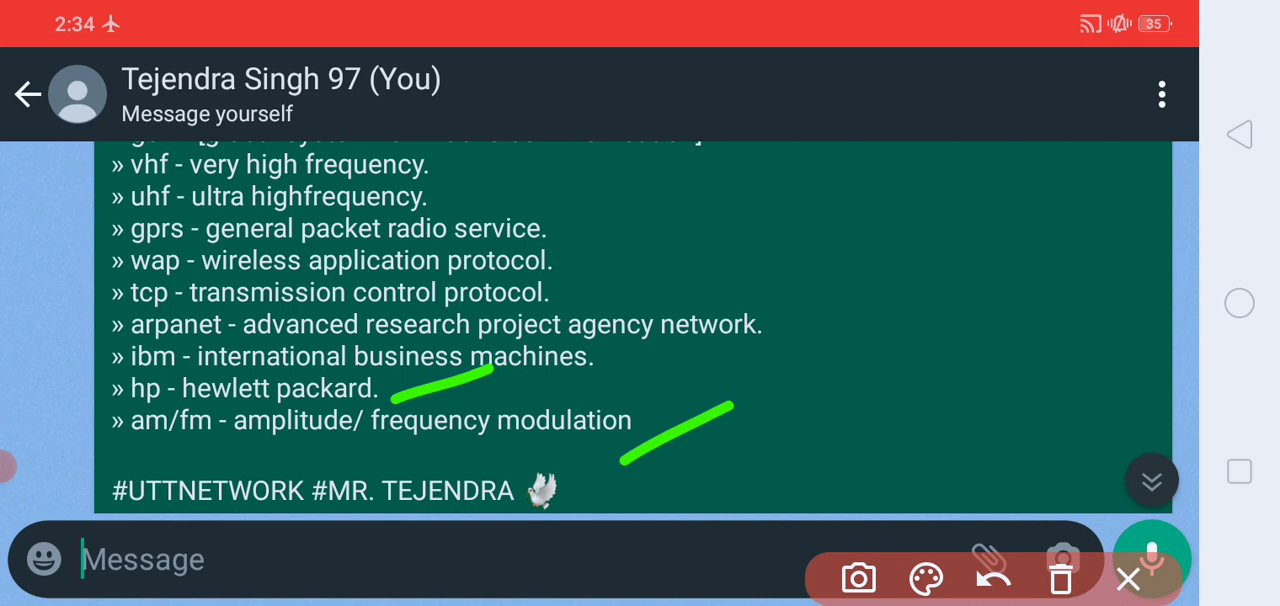 2:34
35
Tejendra Singh 97 (You)
Message yourself
» vhf - very high frequency.
» uhf - ultra highfrequency.
» gprs - general packet radio service.
» wap - wireless application protocol.
» tcp - transmission control protocol.
» arpanet - advanced research project agency network.
» ibm - international business machines.
» hp - hewlett packard.
» am/fm - amplitude/ frequency modulation
#UTTNETWORK #MR. TEJENDRA 🕊️
Message